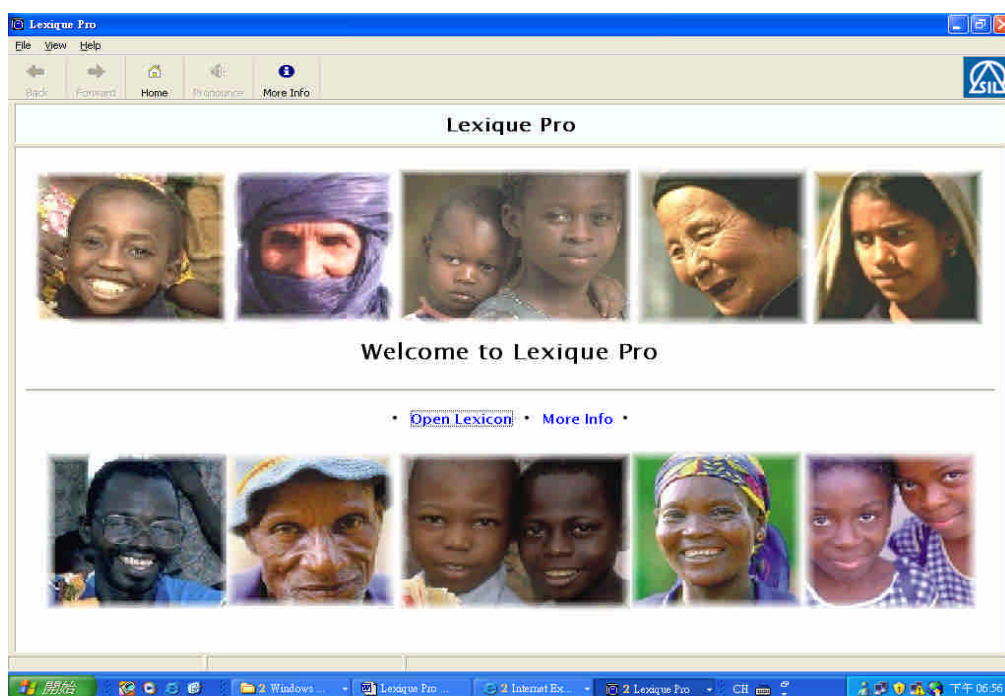 Lexique Pro
File View Help
Back Forward Home Pronounce More Info
SIL
Lexique Pro
Welcome to Lexique Pro
• Open Lexicon • More Info •
開始 2 Windows ... Lexique Pro ... 2 Internet Ex... 2 Lexique Pro CH 下午 06:56